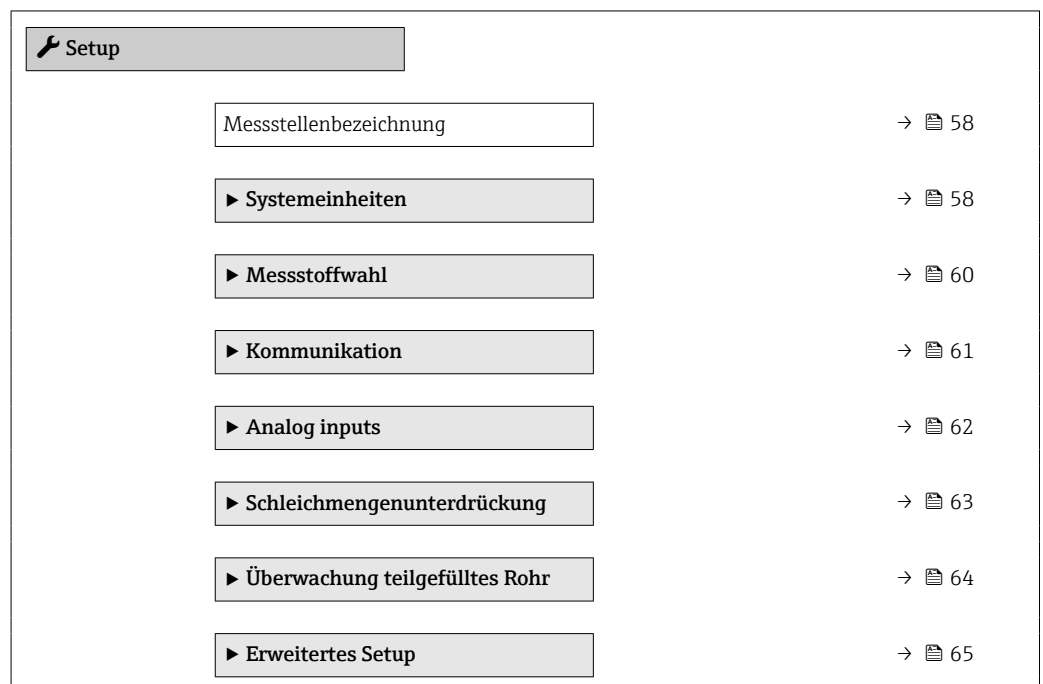 Setup
Messstellenbezeichnung → 58
▶ Systemeinheiten → 58
▶ Messstoffwahl → 60
▶ Kommunikation → 61
▶ Analog inputs → 62
▶ Schleichmengenunterdrückung → 63
▶ Überwachung teilgefülltes Rohr → 64
▶ Erweitertes Setup → 65